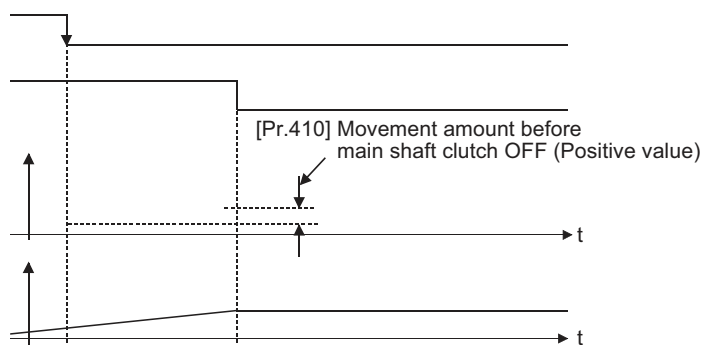 [Pr.410] Movement amount before
main shaft clutch OFF (Positive value)
t
t